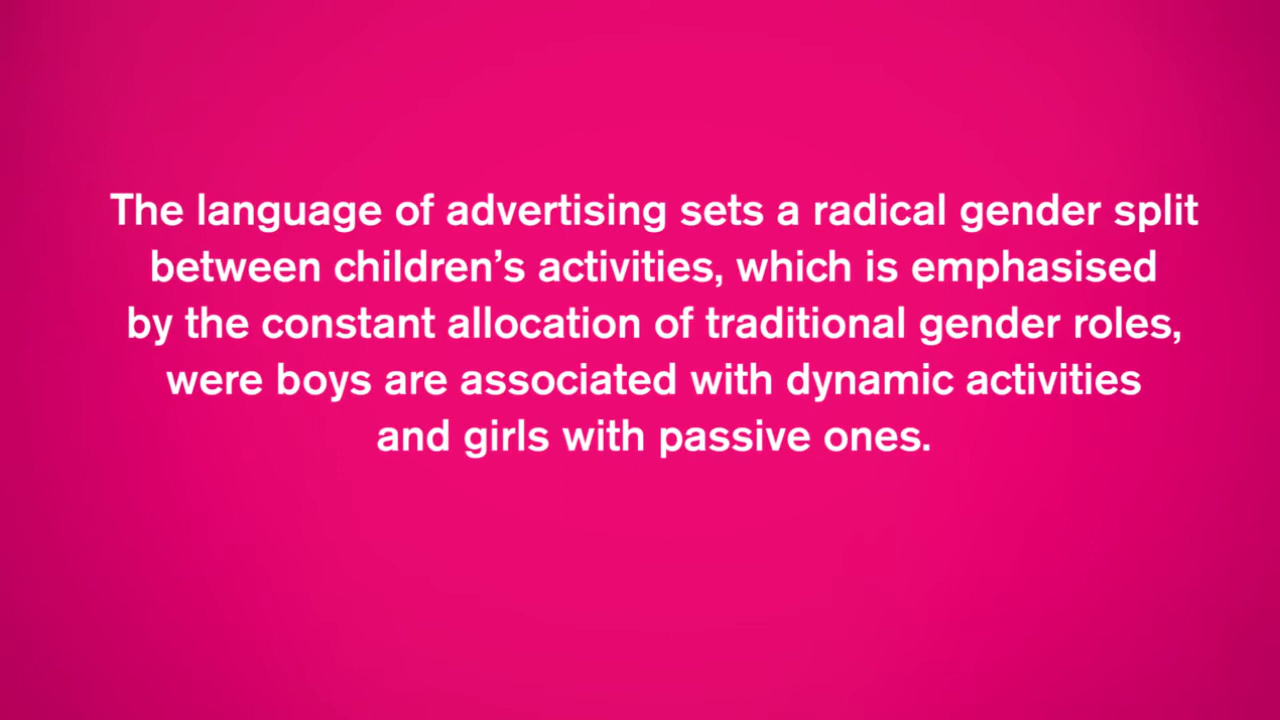 The language of advertising sets a radical gender split
between children’s activities, which is emphasised
by the constant allocation of traditional gender roles,
were boys are associated with dynamic activities
and girls with passive ones.